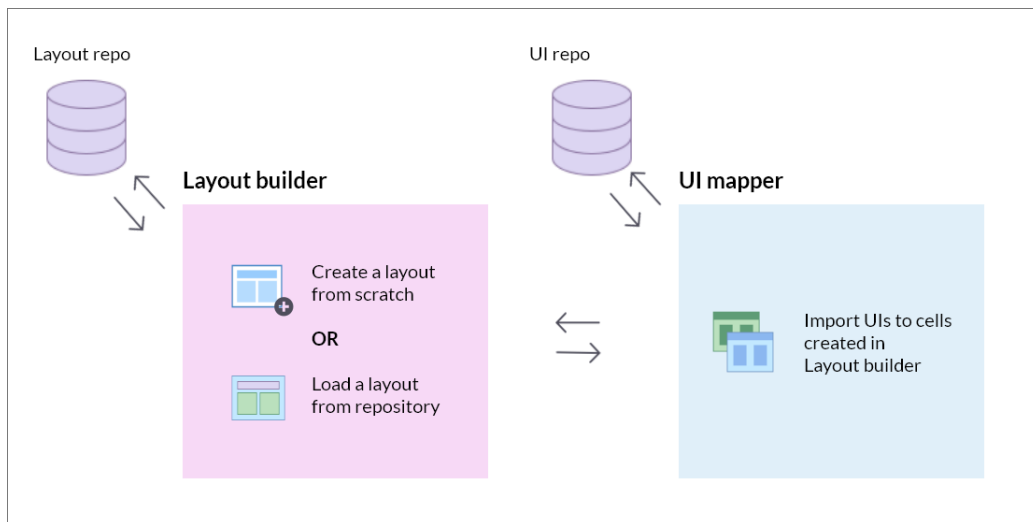 Layout repo
UI repo
Layout builder
UI mapper
Create a layout
from scratch
OR
Load a layout
from repository
Import UIs to cells
created in
Layout builder